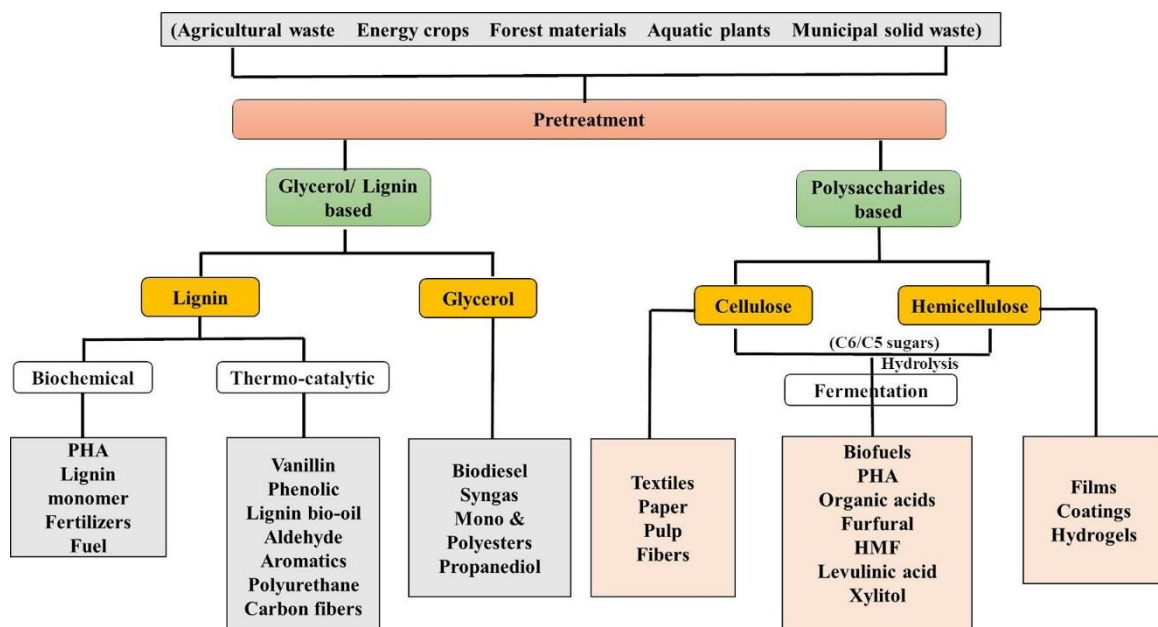 (Agricultural waste Energy crops Forest materials Aquatic plants Municipal solid waste)
Pretreatment
Glycerol/ Lignin
based
Polysaccharides
based
Lignin
Glycerol
Cellulose
Hemicellulose
(C6/C5 sugars)
Hydrolysis
Biochemical
Thermo-catalytic
Fermentation
PHA
Lignin
monomer
Fertilizers
Fuel
Vanillin
Phenolic
Lignin bio-oil
Aldehyde
Aromatics
Polyurethane
Carbon fibers
Biodiesel
Syngas
Mono &
Polyesters
Propanediol
Textiles
Paper
Pulp
Fibers
Biofuels
PHA
Organic acids
Furfural
HMF
Levulinic acid
Xylitol
Films
Coatings
Hydrogels